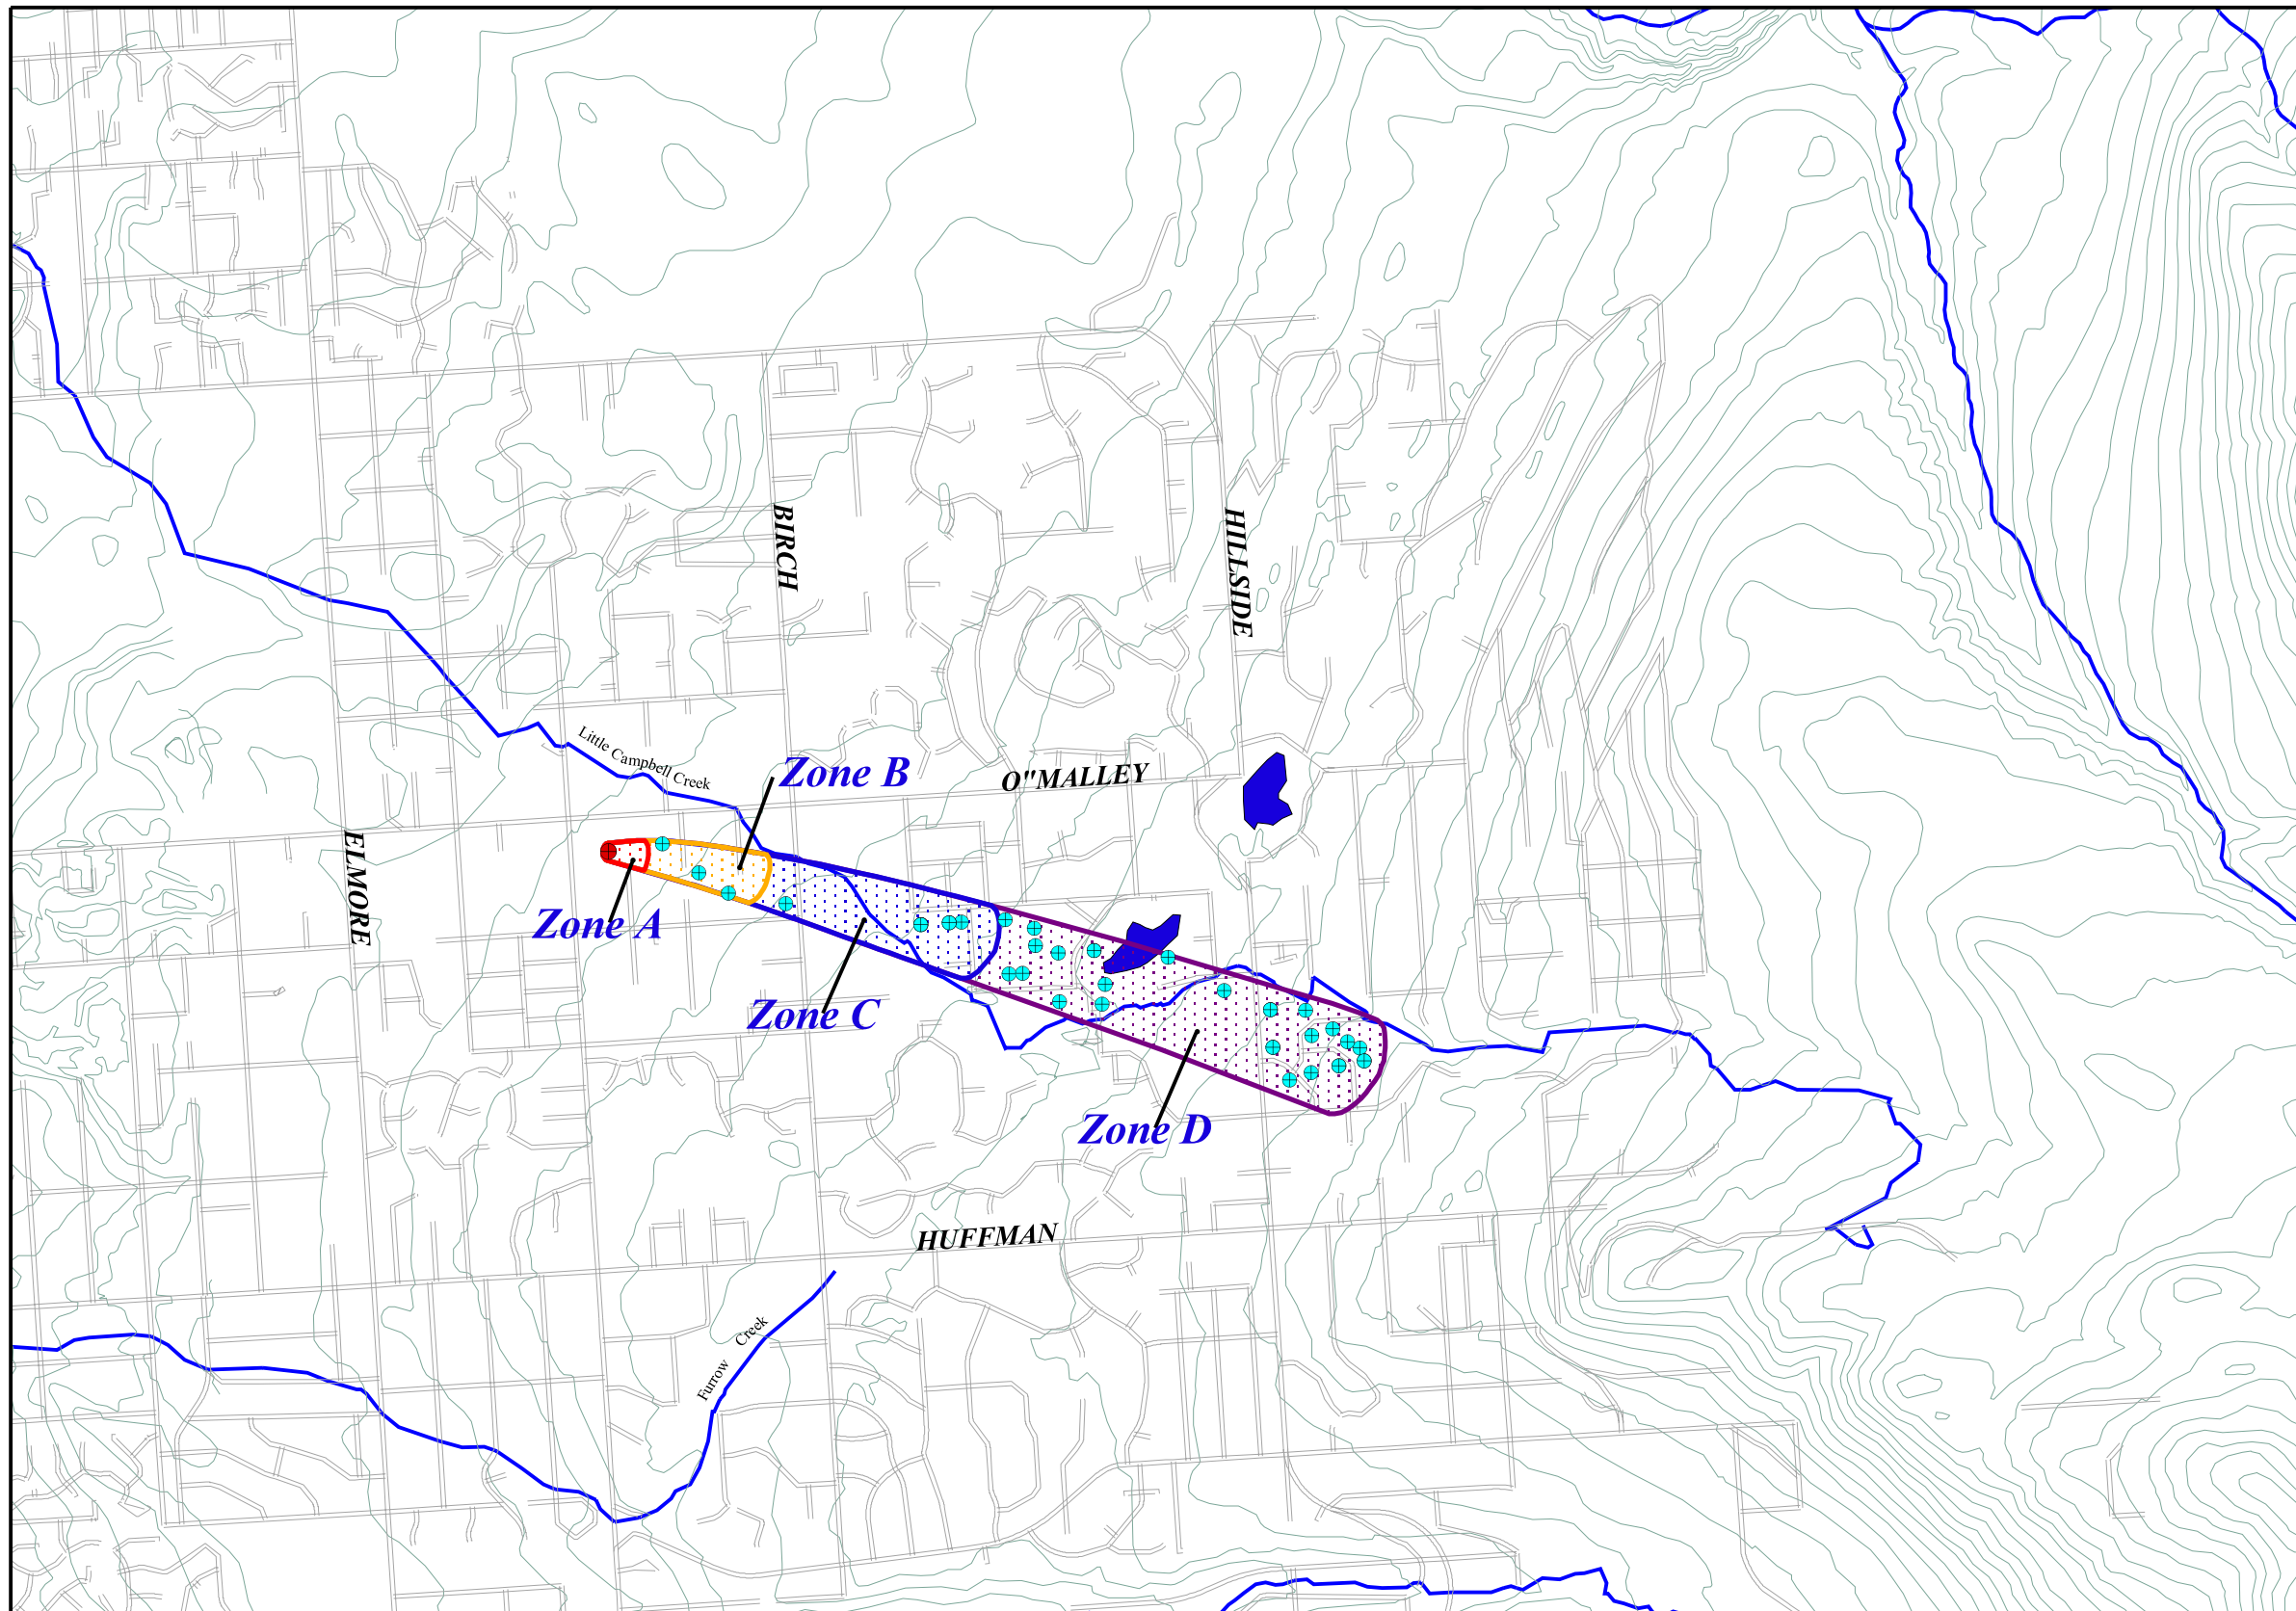 BIRCH
HILLSIDE
Little Campbell Creek
Zone B
O"MALLEY
ELMORE
Zone A
Zone C
Zone D
HUFFMAN
Furrow Creek